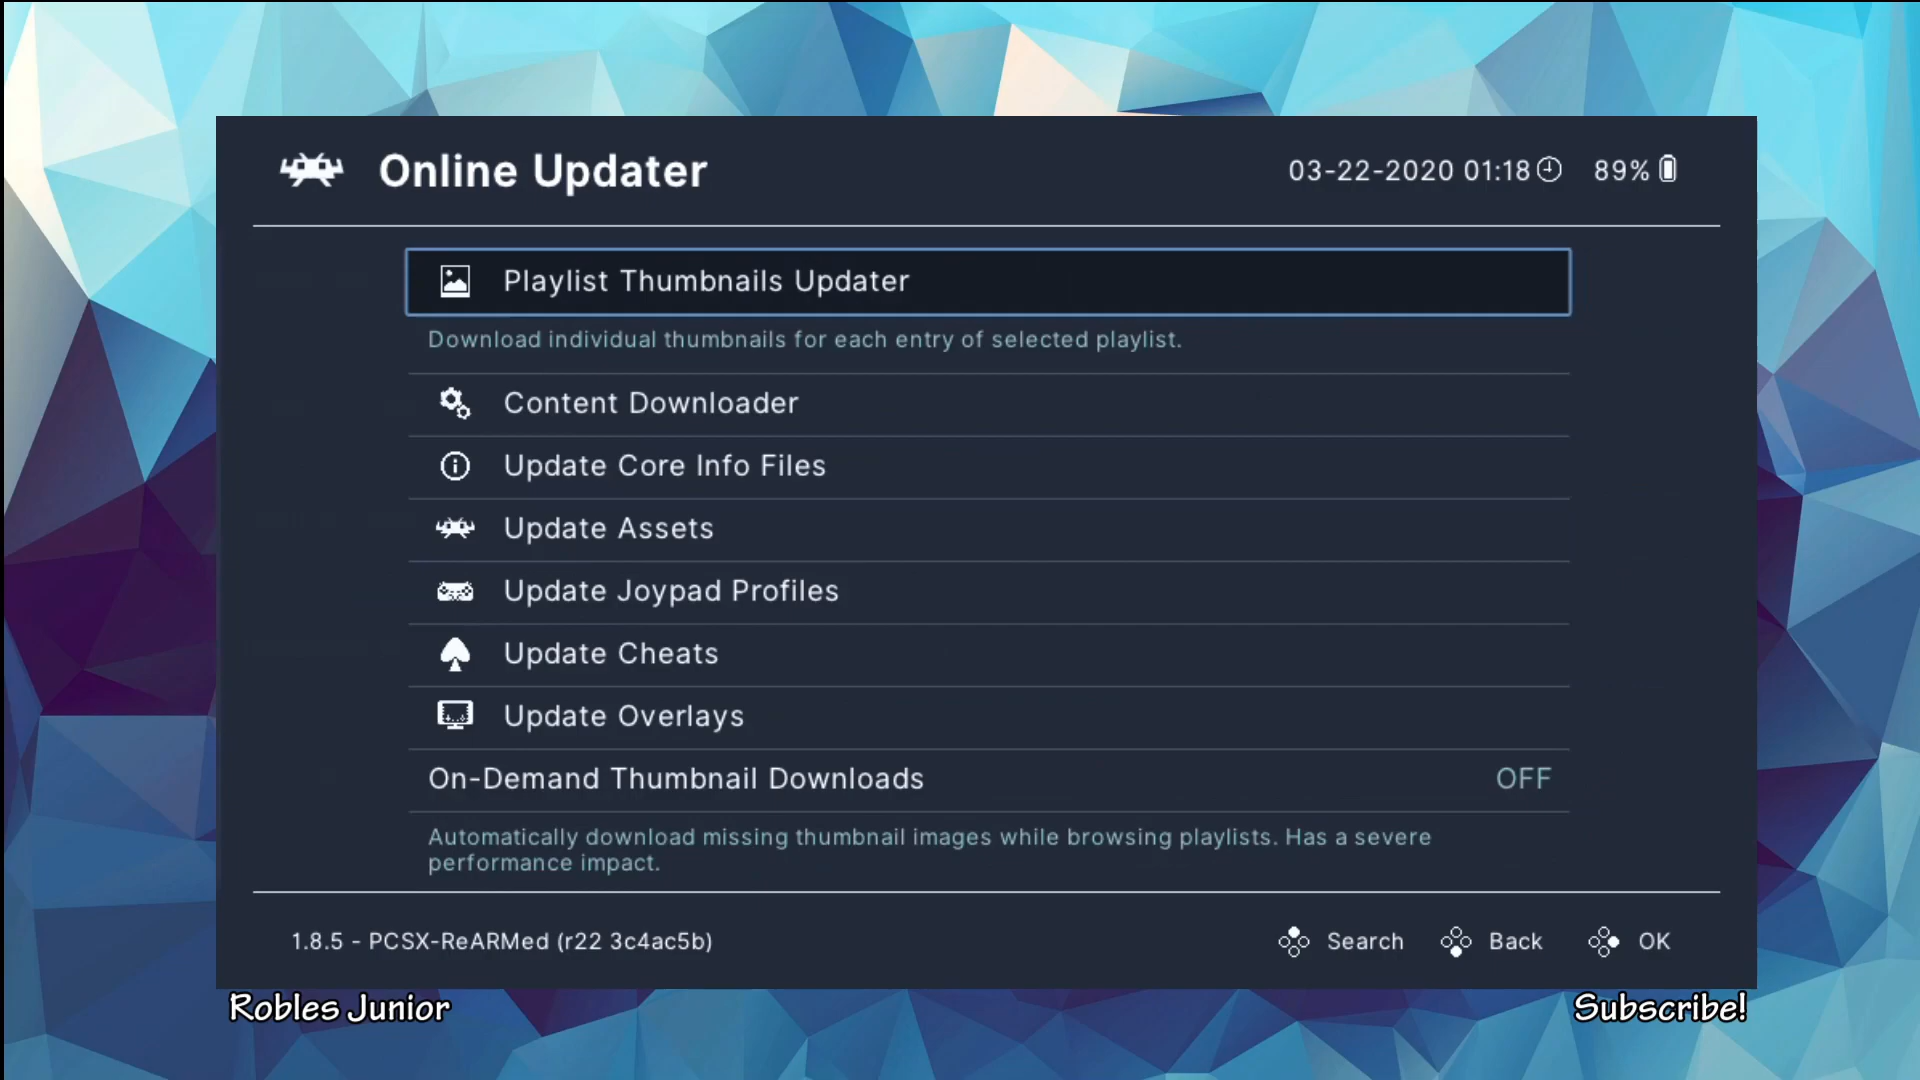 Online Updater
03-22-2020 01:18 89%
Playlist Thumbnails Updater
Download individual thumbnails for each entry of selected playlist.
Content Downloader
Update Core Info Files
Update Assets
Update Joypad Profiles
Update Cheats
Update Overlays
On-Demand Thumbnail Downloads OFF
Automatically download missing thumbnail images while browsing playlists. Has a severe
performance impact.
1.8.5 - PCSX-ReARMed (r22 3c4ac5b)
Search Back OK
Robles Junior
Subscribe!